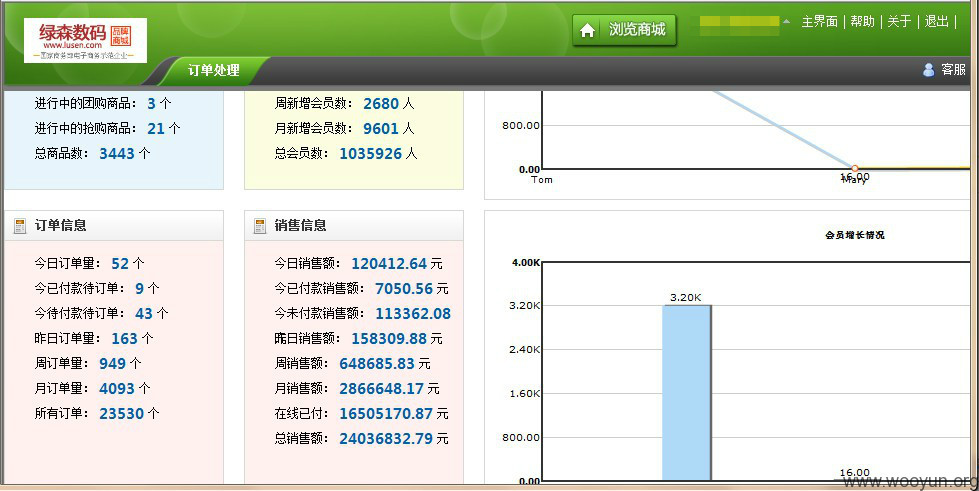 绿森数码 品牌商城
www.lusen.com
国家商务部电子商务示范企业
浏览商城
主界面 | 帮助 | 关于 | 退出 |
订单处理
客服
进行中的团购商品： 3 个
进行中的抢购商品： 21 个
总商品数： 3443 个
周新增会员数： 2680 人
月新增会员数： 9601 人
总会员数： 1035926 人
800.00
0.00
Tom
16.00
Mary
订单信息
今日订单量： 52 个
今已付款待订单： 9 个
今待付款待订单： 43 个
昨日订单量： 163 个
周订单量： 949 个
月订单量： 4093 个
所有订单： 23530 个
销售信息
今日销售额： 120412.64 元
今已付款销售额： 7050.56 元
今未付款销售额： 113362.08
昨日销售额： 158309.88 元
周销售额： 648685.83 元
月销售额： 2866648.17 元
在线已付： 16505170.87 元
总销售额： 24036832.79 元
会员增长情况
4.00K
3.20K
3.20K
2.40K
1.60K
800.00
0.00
16.00
www.wooyun.org